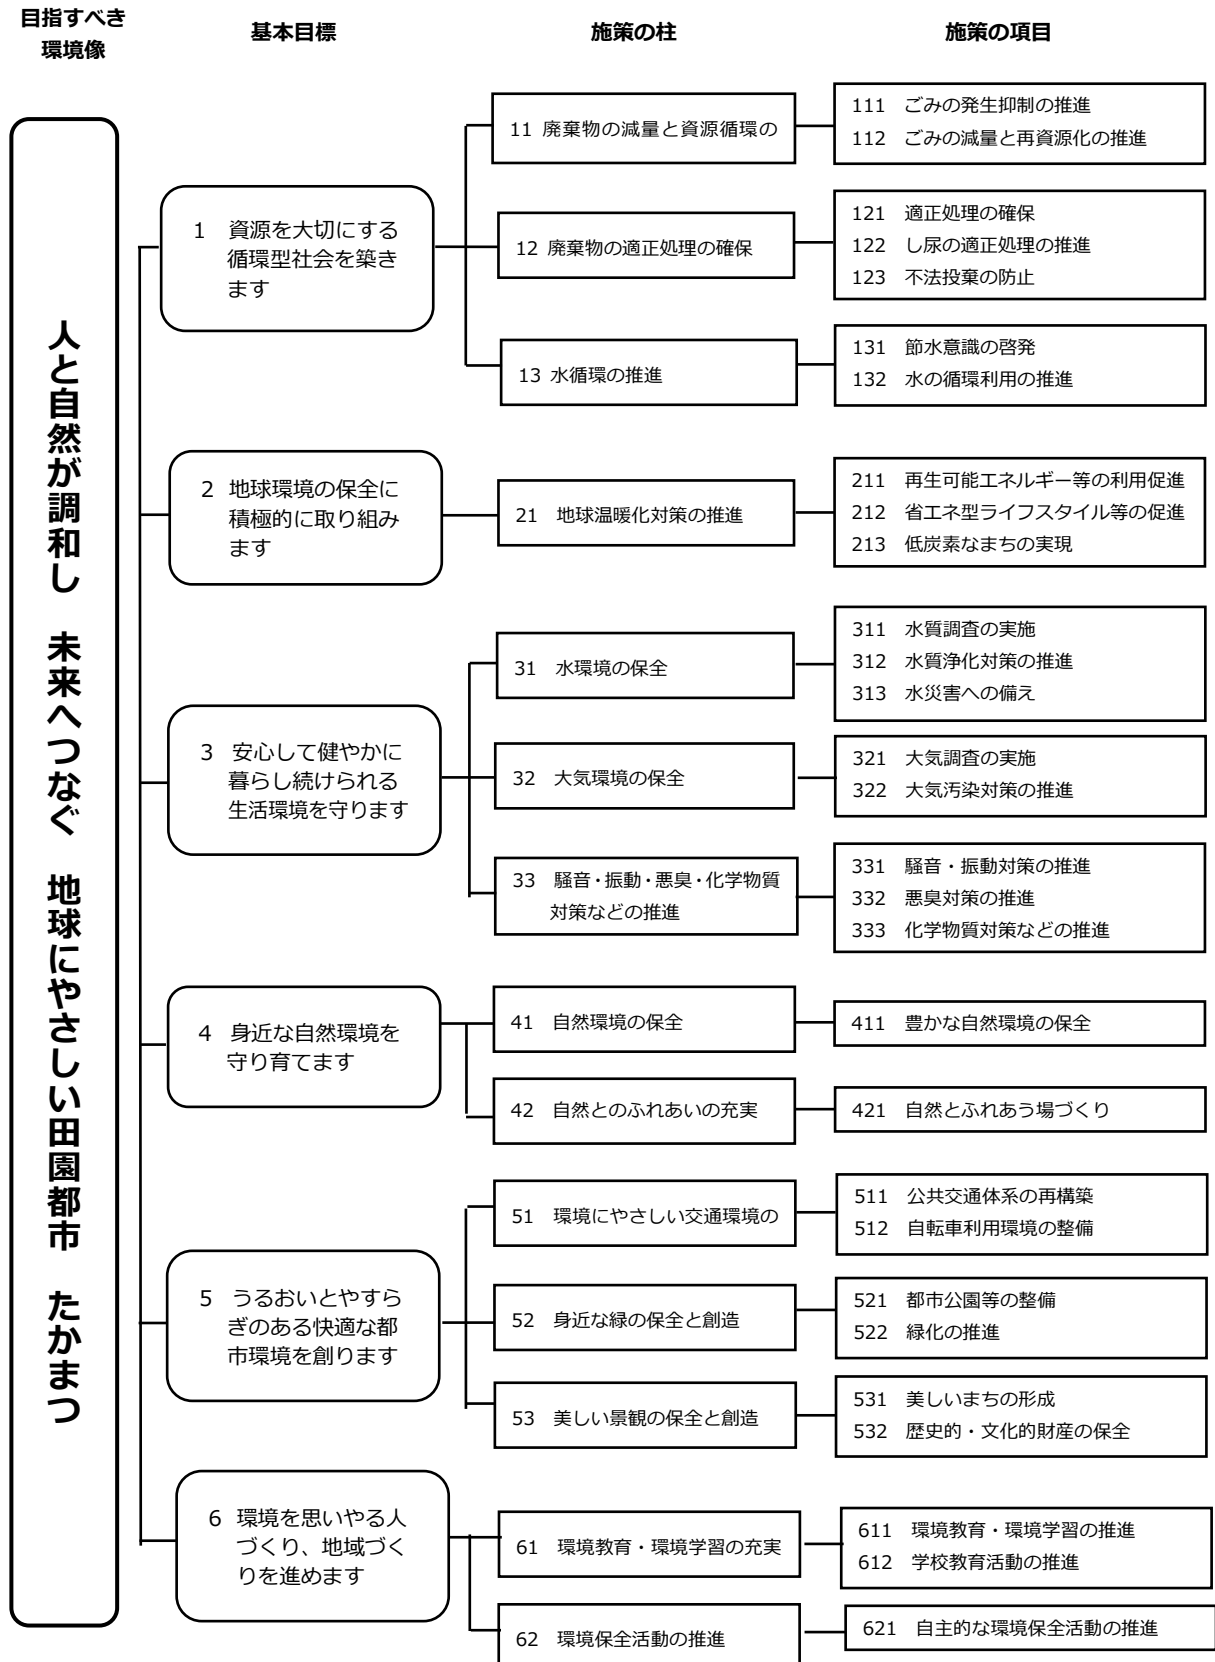 目指すべき
環境像
基本目標
施策の柱
施策の項目
人と自然が調和し　未来へつなぐ　地球にやさしい田園都市　たかまつ
1　資源を大切にする
循環型社会を築き
ます
11 廃棄物の減量と資源循環の
111　ごみの発生抑制の推進
112　ごみの減量と再資源化の推進
12 廃棄物の適正処理の確保
121　適正処理の確保
122　し尿の適正処理の推進
123　不法投棄の防止
13 水循環の推進
131　節水意識の啓発
132　水の循環利用の推進
2　地球環境の保全に
積極的に取り組み
ます
21　地球温暖化対策の推進
211　再生可能エネルギー等の利用促進
212　省エネ型ライフスタイル等の促進
213　低炭素なまちの実現
3　安心して健やかに
暮らし続けられる
生活環境を守ります
31　水環境の保全
311　水質調査の実施
312　水質浄化対策の推進
313　水災害への備え
32　大気環境の保全
321　大気調査の実施
322　大気汚染対策の推進
33　騒音・振動・悪臭・化学物質
対策などの推進
331　騒音・振動対策の推進
332　悪臭対策の推進
333　化学物質対策などの推進
4　身近な自然環境を
守り育てます
41　自然環境の保全
411　豊かな自然環境の保全
42　自然とのふれあいの充実
421　自然とふれあう場づくり
5　うるおいとやすら
ぎのある快適な都
市環境を創ります
51　環境にやさしい交通環境の
511　公共交通体系の再構築
512　自転車利用環境の整備
52　身近な緑の保全と創造
521　都市公園等の整備
522　緑化の推進
53　美しい景観の保全と創造
531　美しいまちの形成
532　歴史的・文化的財産の保全
6　環境を思いやる人
づくり、地域づく
りを進めます
61　環境教育・環境学習の充実
611　環境教育・環境学習の推進
612　学校教育活動の推進
62　環境保全活動の推進
621　自主的な環境保全活動の推進